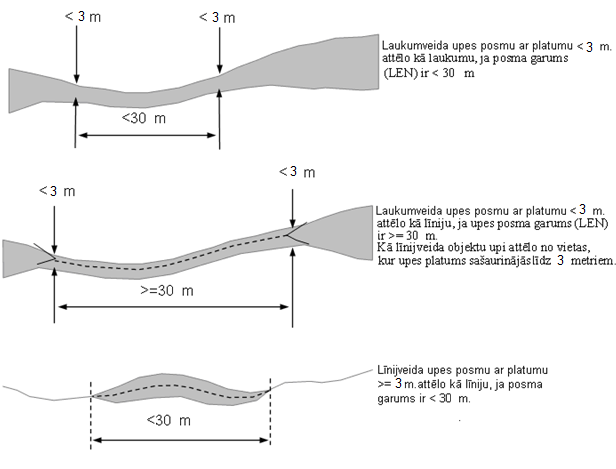 < 3 m
< 3 m
Laukumveida upes posmu ar platumu < 3 m.
attēlo kā laukumu, ja posma garums
(LEN) ir < 30 m
<30 m
< 3 m
< 3 m
Laukumveida upes posmu ar platumu < 3 m.
attēlo kā līniju, ja upes posma garums (LEN)
ir >= 30 m.
Kā līnijveida objektu upi attēlo no vietas,
kur upes platums sašaurinājāslīdz 3 metriem.
>=30 m
Līnijveida upes posmu ar platumu
>= 3 m. attēlo kā līniju, ja posma
garums ir < 30 m.
<30 m